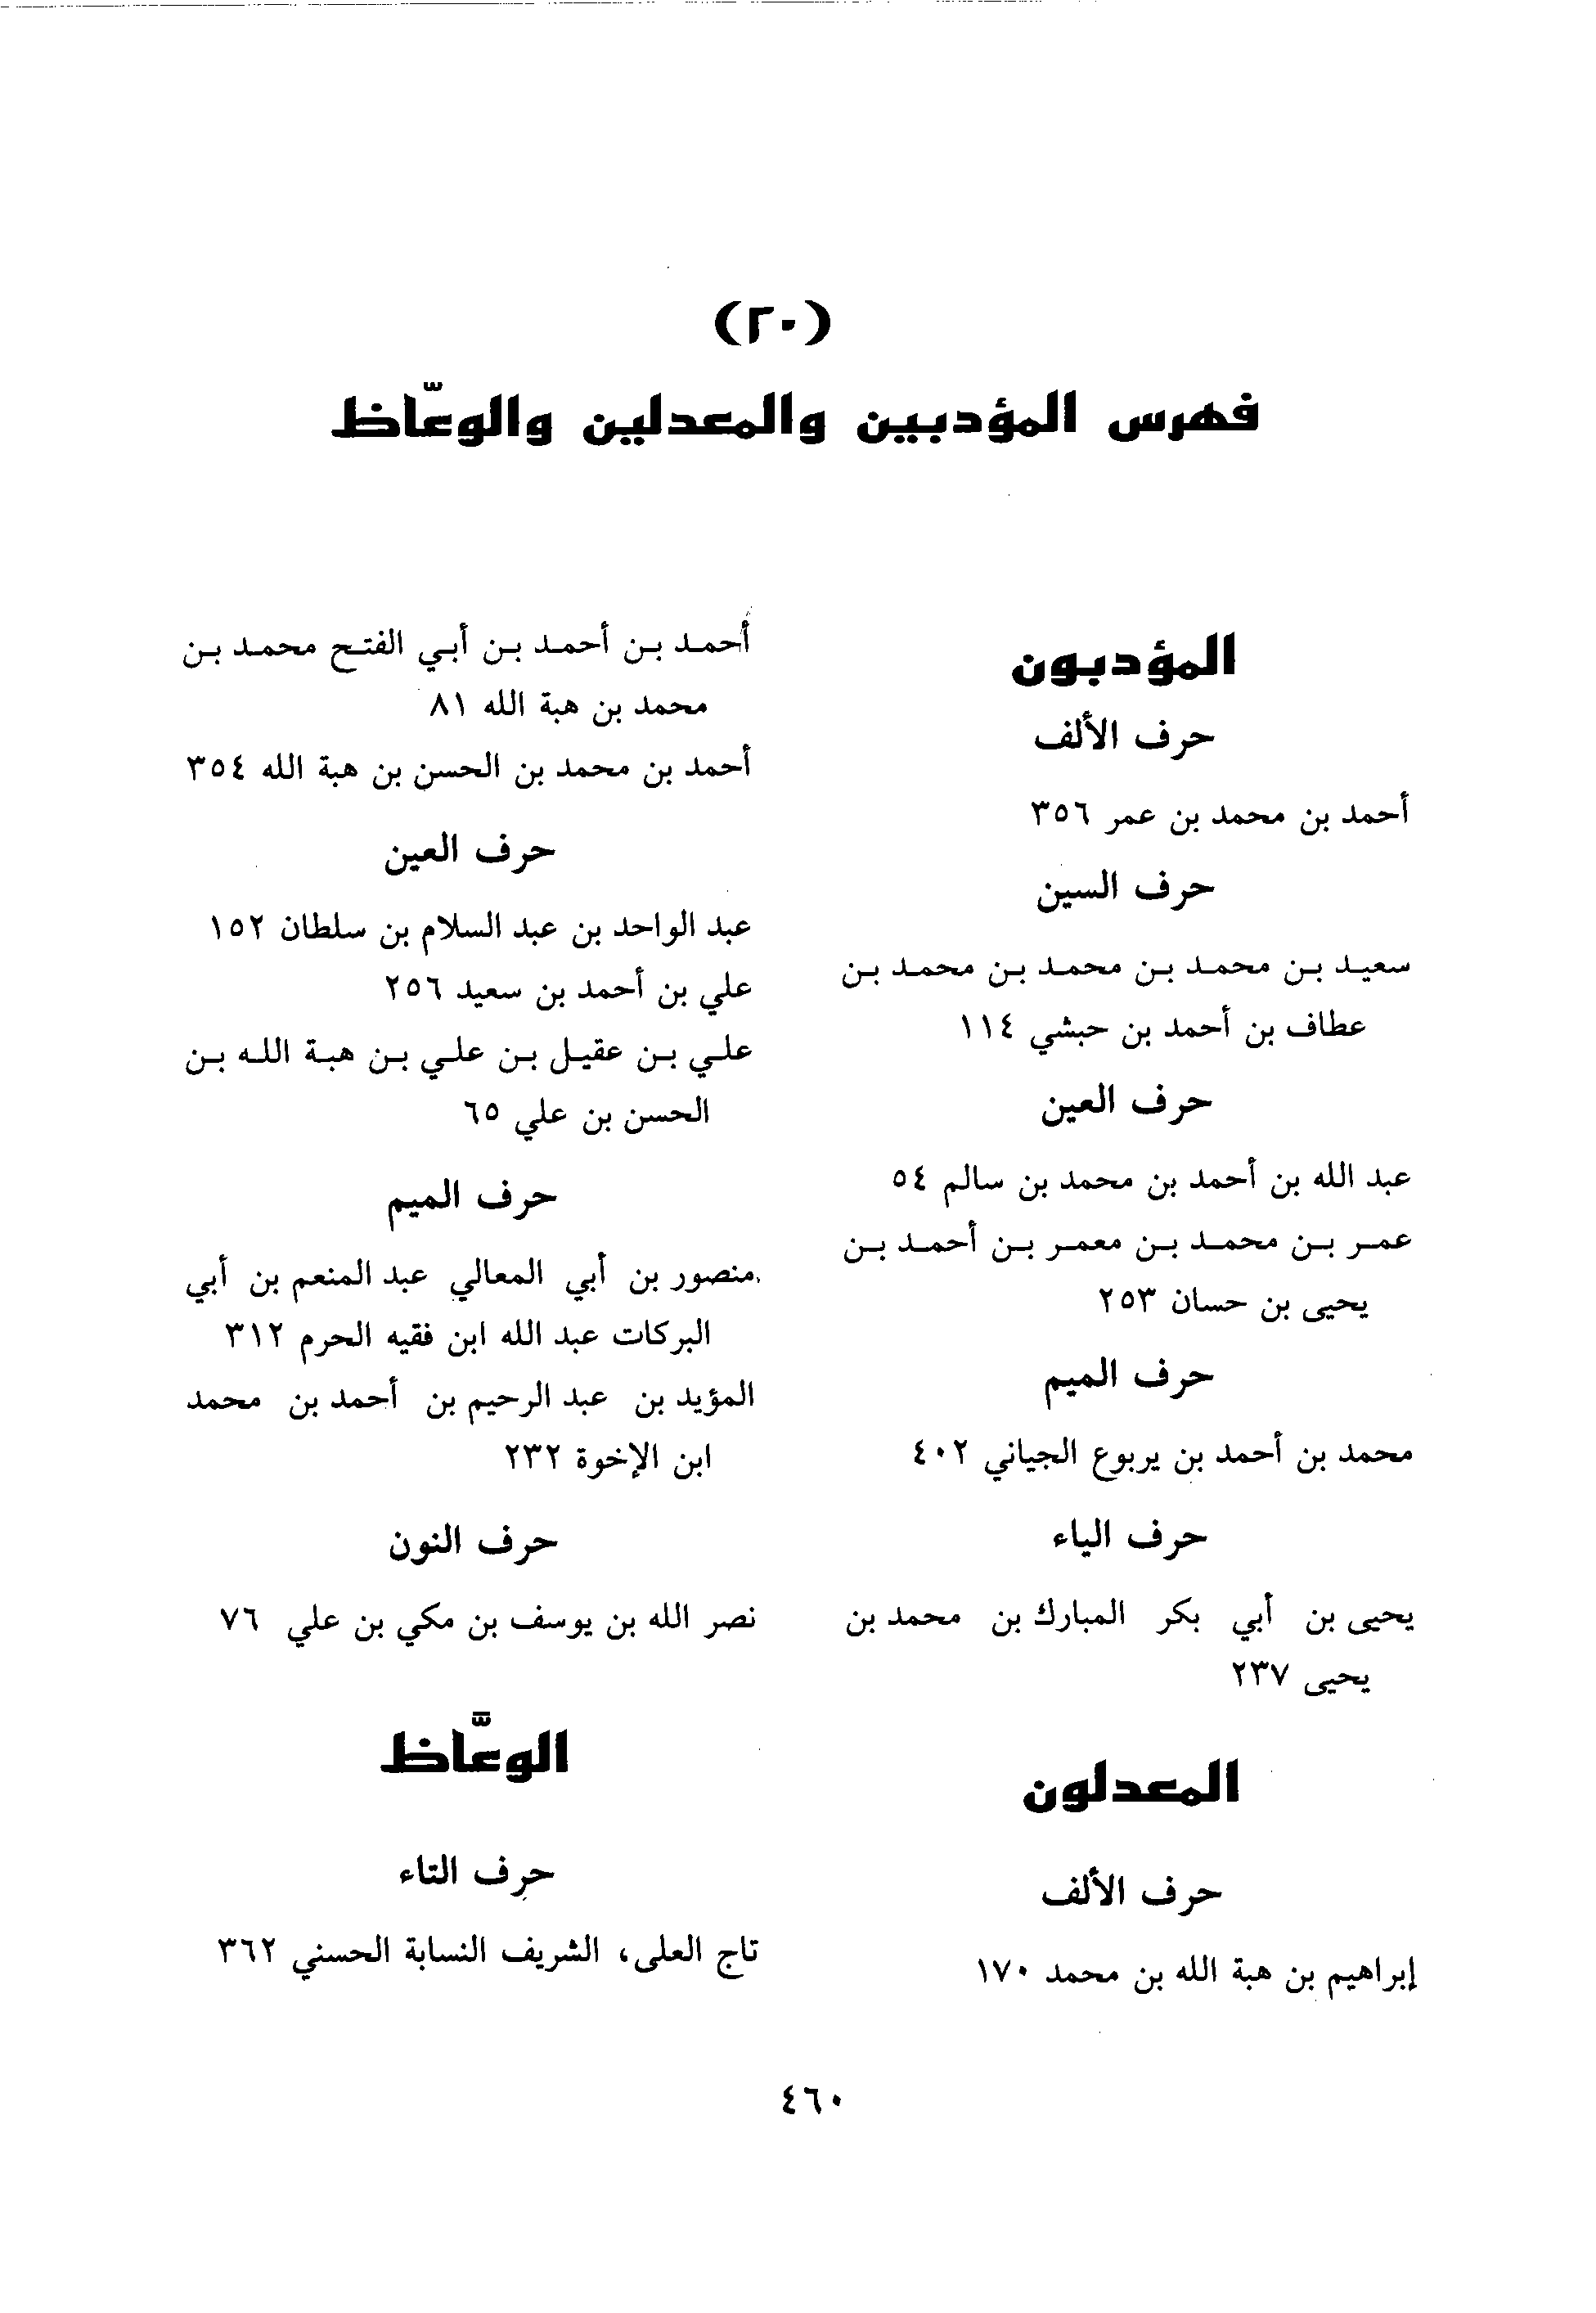 (٢٠)
فهرس المؤدبين والمعدلين والوعّاظ
المؤدبون
حرف الألف
أحمد بن محمد بن عمر ٣٥٦
حرف السين
سعيد بن محمد بن محمد بن محمد بن
عطاف بن أحمد بن حبشي ١١٤
حرف العين
عبد الله بن أحمد بن محمد بن سالم ٥٤
عمر بن محمد بن معمر بن أحمد بن
يحيى بن حسان ٢٥٣
حرف الميم
محمد بن أحمد بن يربوع الجياني ٤٠٢
حرف الياء
يحيى بن أبي بكر المبارك بن محمد بن
يحيى ٢٣٧
المعدلون
حرف الألف
إبراهيم بن هبة الله بن محمد ١٧٠
أحمد بن أحمد بن أبي الفتح محمد بن
محمد بن هبة الله ٨١
أحمد بن محمد بن الحسن بن هبة الله ٣٥٤
حرف العين
عبد الواحد بن عبد السلام بن سلطان ١٥٢
علي بن أحمد بن سعيد ٢٥٦
علي بن عقيل بن علي بن هبة الله بن
الحسن بن علي ٦٥
حرف الميم
منصور بن أبي المعالي عبد المنعم بن أبي
البركات عبد الله ابن فقيه الحرم ٣١٢
المؤيد بن عبد الرحيم بن أحمد بن محمد
ابن الإخوة ٢٣٢
حرف النون
نصر الله بن يوسف بن مكي بن علي ٧٦
الوعّاظ
حرف التاء
تاج العلى، الشريف النسابة الحسني ٣٦٢
٤٦٠